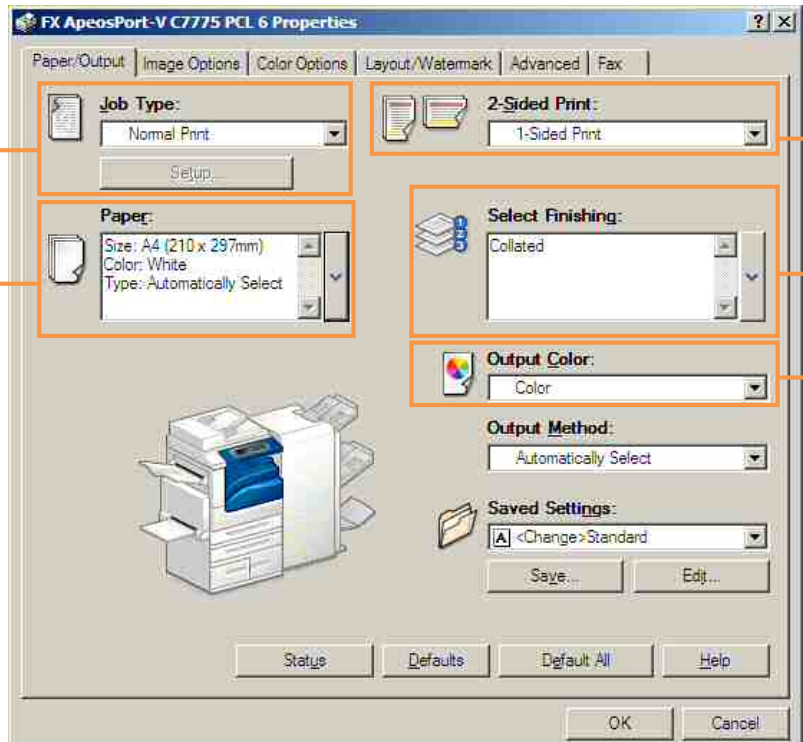 FX ApeosPort-V C7775 PCL 6 Properties
Paper/Output Image Options Color Options Layout/Watermark Advanced Fax
Job Type:
Normal Print
Setup...
Paper:
Size: A4 (210 x 297mm)
Color: White
Type: Automatically Select
2-Sided Print:
1-Sided Print
Select Finishing:
1
2
3
Collated
Output Color:
Color
Output Method:
Automatically Select
Saved Settings:
A <Change>Standard
Save... Edit...
Status Defaults Default All Help
OK Cancel